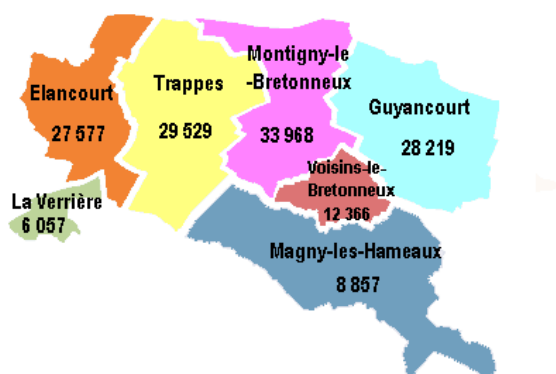 Elancourt
27 577
Trappes
29 529
Montigny-le
-Bretonneux
33 968
Guyancourt
28 219
La Verrière
6 057
Voisins-le-
Bretonneux
12 366
Magny-les-Hameaux
8 857